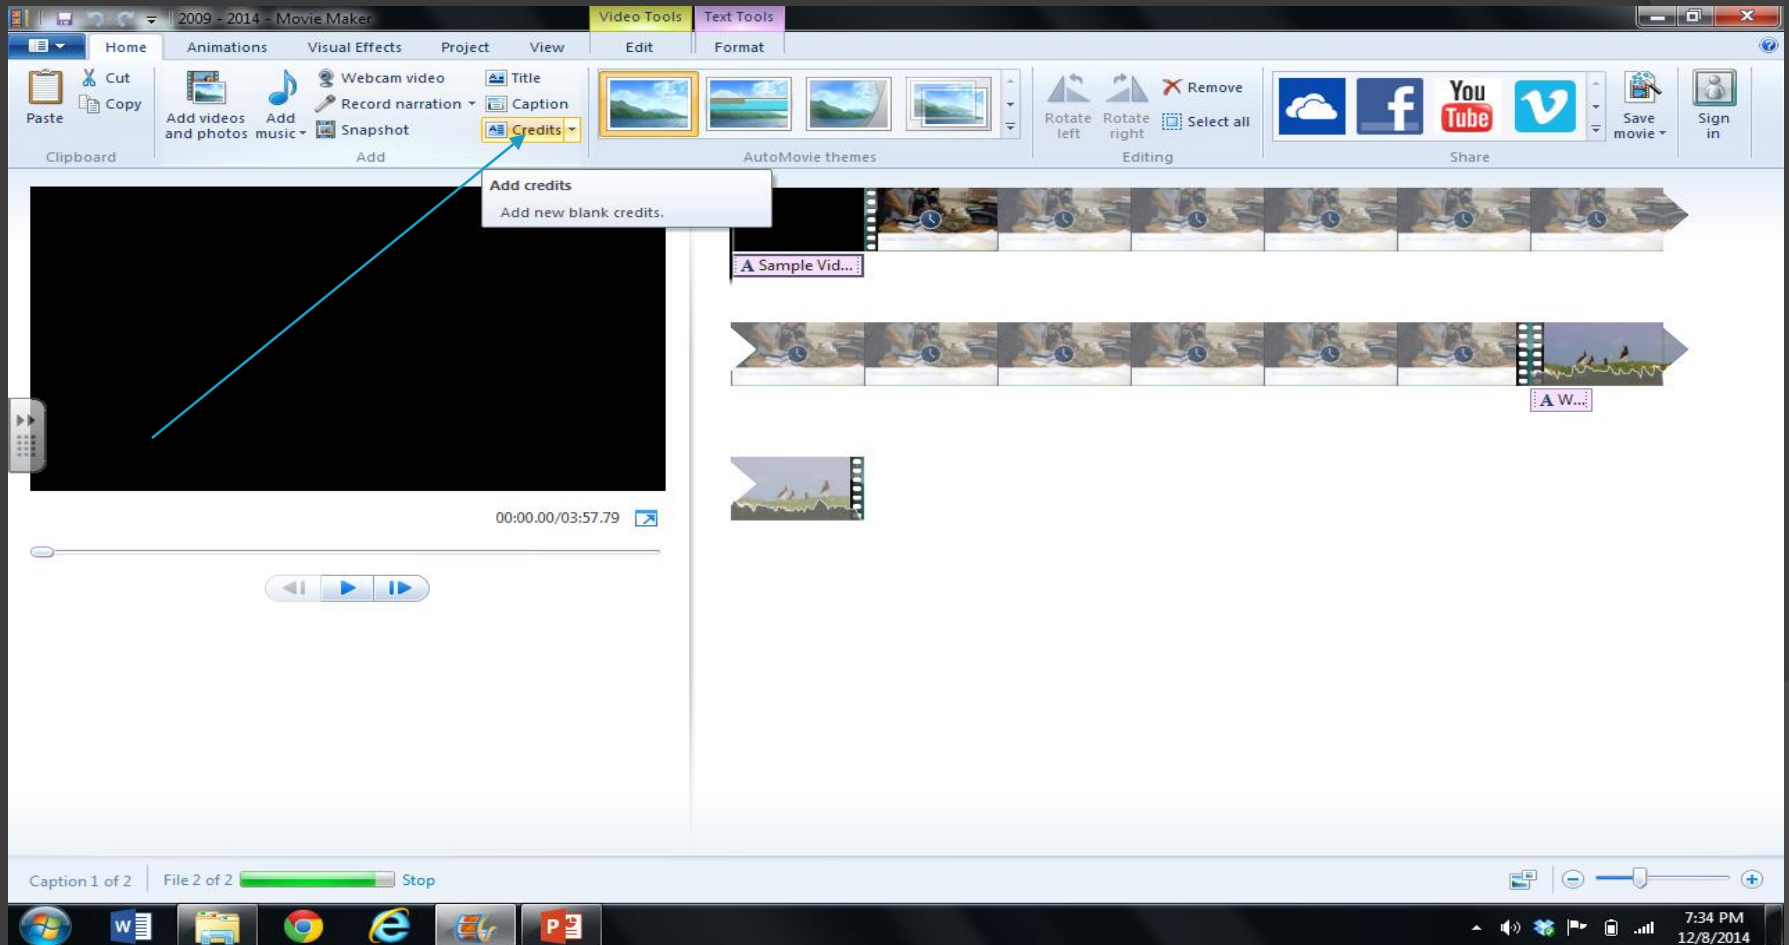 2009 - 2014 - Movie Maker
Video Tools
Text Tools
Home
Animations
Visual Effects
Project
View
Edit
Format
Paste
Cut
Copy
Clipboard
Add videos
and photos
Add
music
Webcam video
Record narration
Snapshot
Title
Caption
Credits
Add
AutoMovie themes
Rotate
left
Rotate
right
Remove
Select all
Editing
f
You
Tube
Share
Save
movie
Sign
in
Add credits
Add new blank credits.
A Sample Vid...
A W...
00:00.00/03:57.79
Caption 1 of 2
File 2 of 2
Stop
7:34 PM
12/8/2014